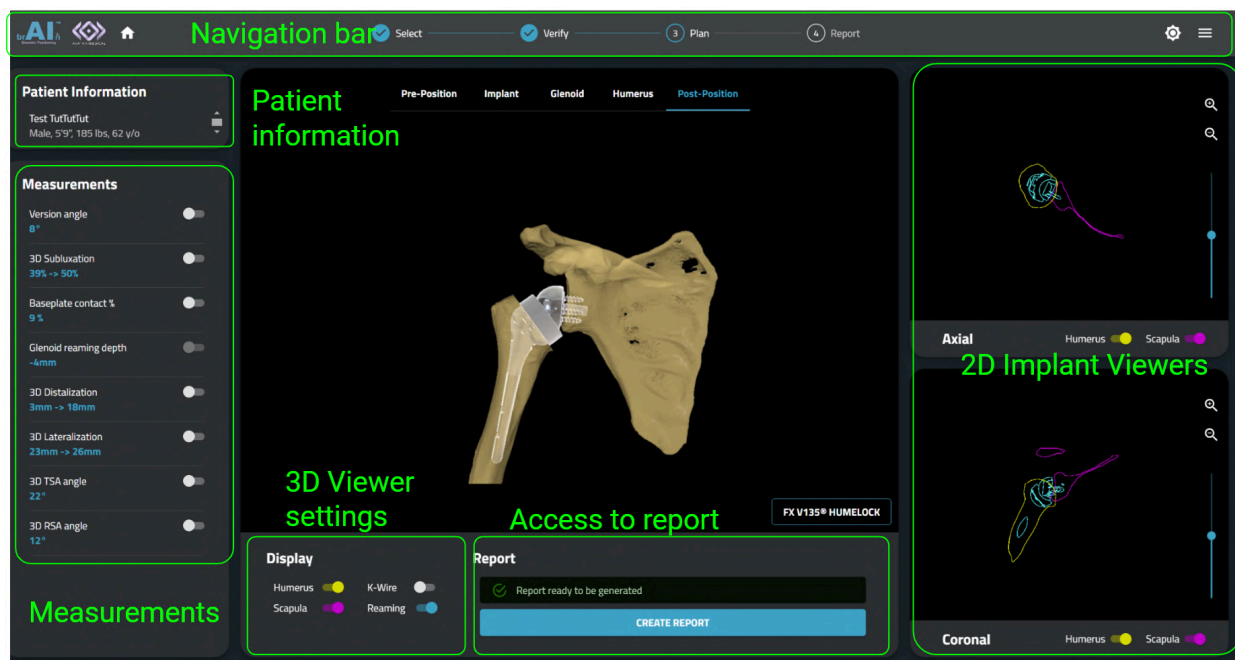 brAIn™
Navigation bar
Select
Verify
3 Plan
4 Report
Patient Information
Test TutTutTut
Male, 5'9", 185 lbs, 62 y/o
Measurements
Version angle
8°
3D Subluxation
39% -> 50%
Baseplate contact %
9 %
Glenoid reaming depth
-4mm
3D Distalization
3mm -> 18mm
3D Lateralization
23mm -> 26mm
3D TSA angle
22°
3D RSA angle
12°
Measurements
Patient
information
Pre-Position
Implant
Glenoid
Humerus
Post-Position
3D Viewer
settings
Access to report
FX V135® HUMELOCK
Display
Humerus
K-Wire
Scapula
Reaming
Report
Report ready to be generated
CREATE REPORT
Axial
Humerus
Scapula
2D Implant Viewers
Coronal
Humerus
Scapula